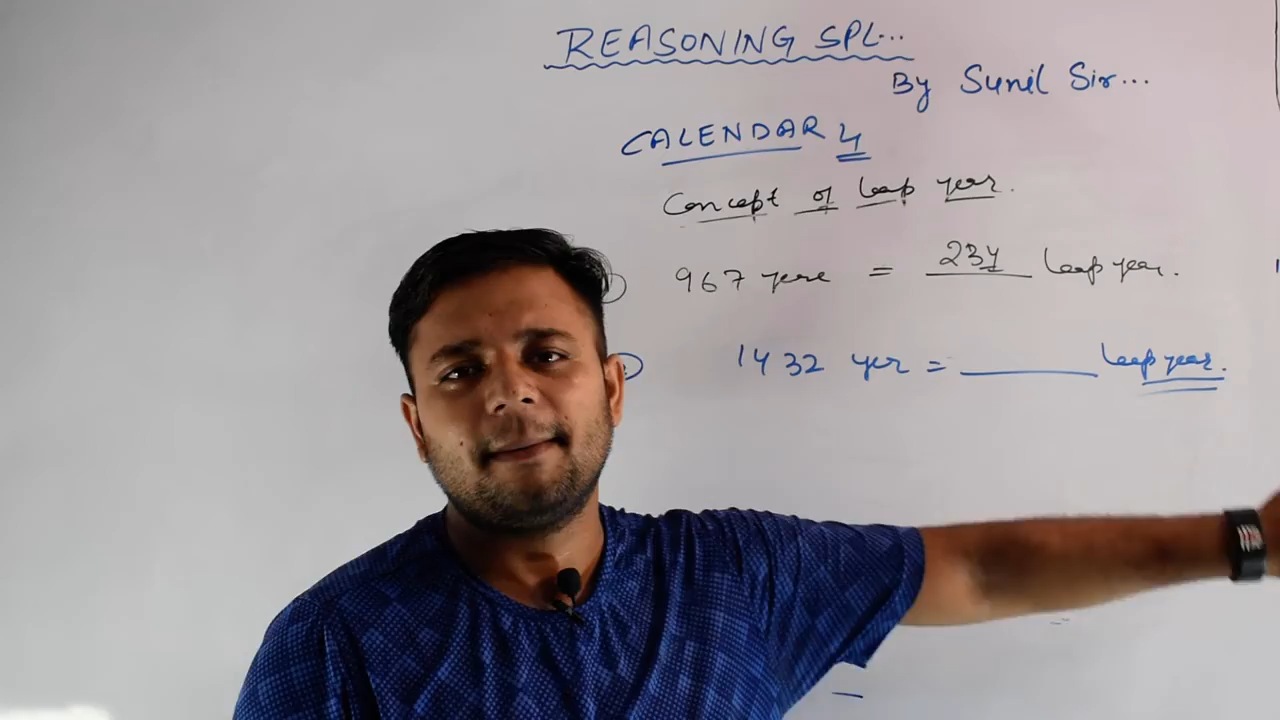 REASONING SPL...
By Sunil Sir...
CALENDAR 4
Concept of leap year.
967 year = 234 leap year.
1432 yer = ______ leap year.